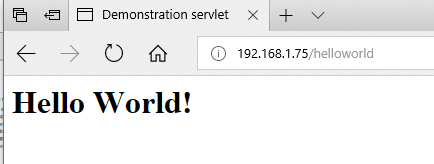 Demonstration servlet
192.168.1.75/helloworld
Hello World!